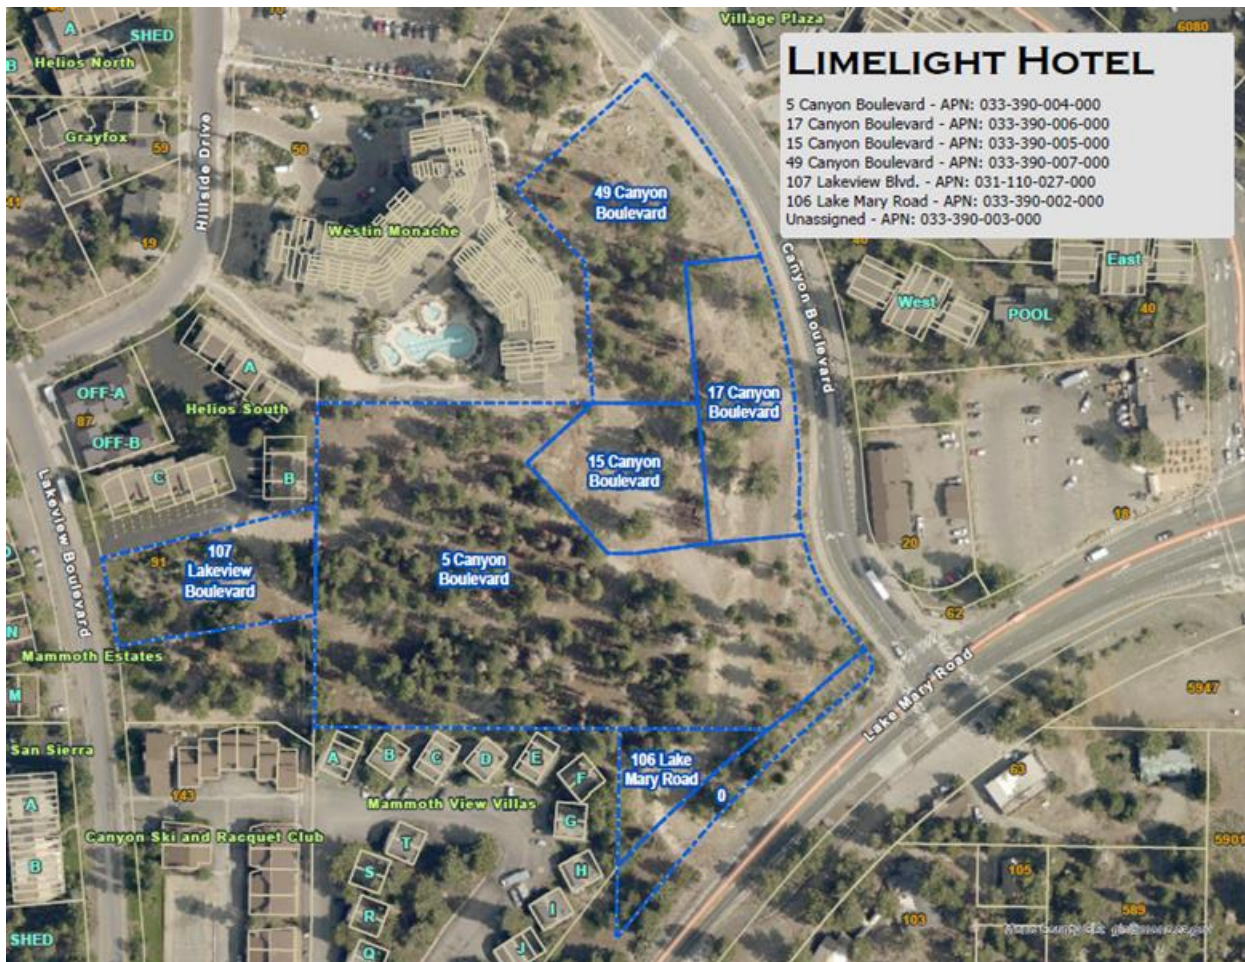 Village Plaza
6080
A
SHED
B
Helios North
LIMELIGHT HOTEL
5 Canyon Boulevard - APN: 033-390-004-000
17 Canyon Boulevard - APN: 033-390-006-000
15 Canyon Boulevard - APN: 033-390-005-000
49 Canyon Boulevard - APN: 033-390-007-000
107 Lakeview Blvd. - APN: 031-110-027-000
106 Lake Mary Road - APN: 033-390-002-000
Unassigned - APN: 033-390-003-000
Grayfox
59
50
Hillside Drive
41
19
49 Canyon
Boulevard
Westin Monache
Canyon Boulevard
East
West
POOL
40
A
OFF-A
Helios South
87
OFF-B
17 Canyon
Boulevard
C
B
15 Canyon
Boulevard
Lakeview Boulevard
18
20
91
107
Lakeview
Boulevard
5 Canyon
Boulevard
62
N
Mammoth Estates
M
Lake Mary Road
5947
San Sierra
A
B
C
D
E
F
106 Lake
Mary Road
0
63
143
Mammoth View Villas
A
G
Canyon Ski and Racquet Club
T
5901
B
S
H
105
R
I
103
589
SHED
Q
J